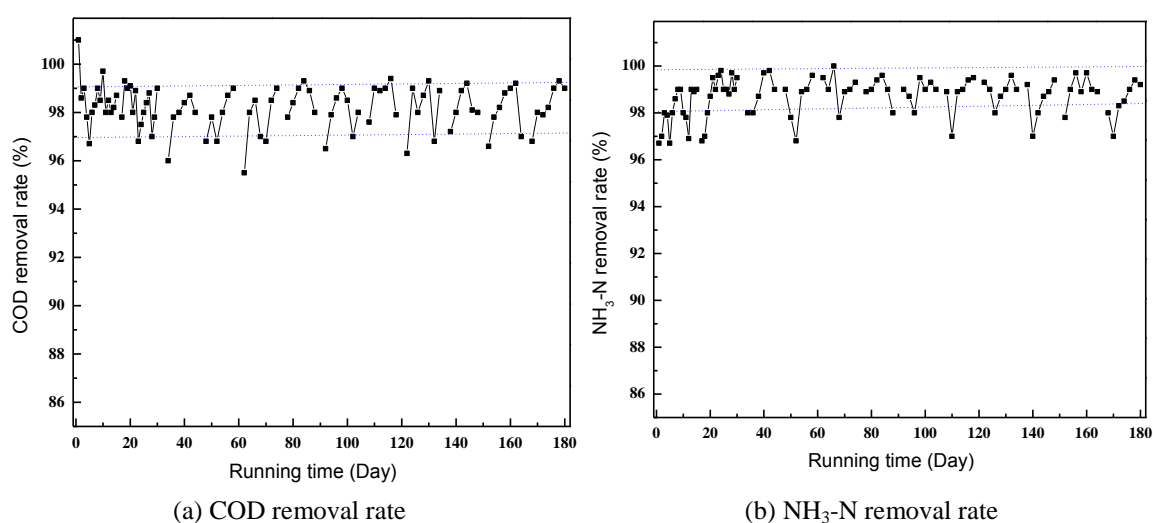 COD removal rate (%)
100
98
96
94
92
90
88
86
0 20 40 60 80 100 120 140 160 180
Running time (Day)
(a) COD removal rate
NH₃-N removal rate (%)
100
98
96
94
92
90
88
86
0 20 40 60 80 100 120 140 160 180
Running time (Day)
(b) NH₃-N removal rate